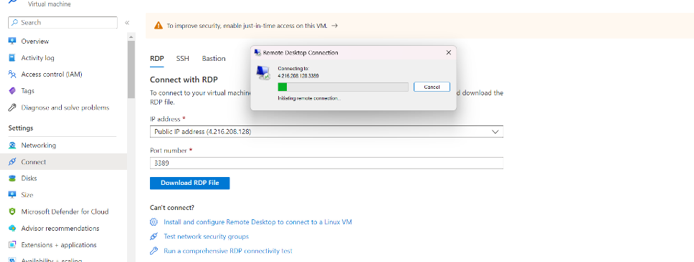 Virtual machine
Search
«
Overview
Activity log
Access control (IAM)
Tags
Diagnose and solve problems
Settings
Networking
Connect
Disks
Size
Microsoft Defender for Cloud
Advisor recommendations
Extensions + applications
Availability + scaling
To improve security, enable just-in-time access on this VM. →
RDP SSH Bastion
Connect with RDP
To connect to your virtual machine
d download the
RDP file.
IP address *
Public IP address (4.216.208.128)
Port number *
3389
Download RDP File
Can't connect?
Install and configure Remote Desktop to connect to a Linux VM
Test network security groups
Run a comprehensive RDP connectivity test
Remote Desktop Connection
Connecting to:
4.216.208.128:3389
Cancel
Initiating remote connection...